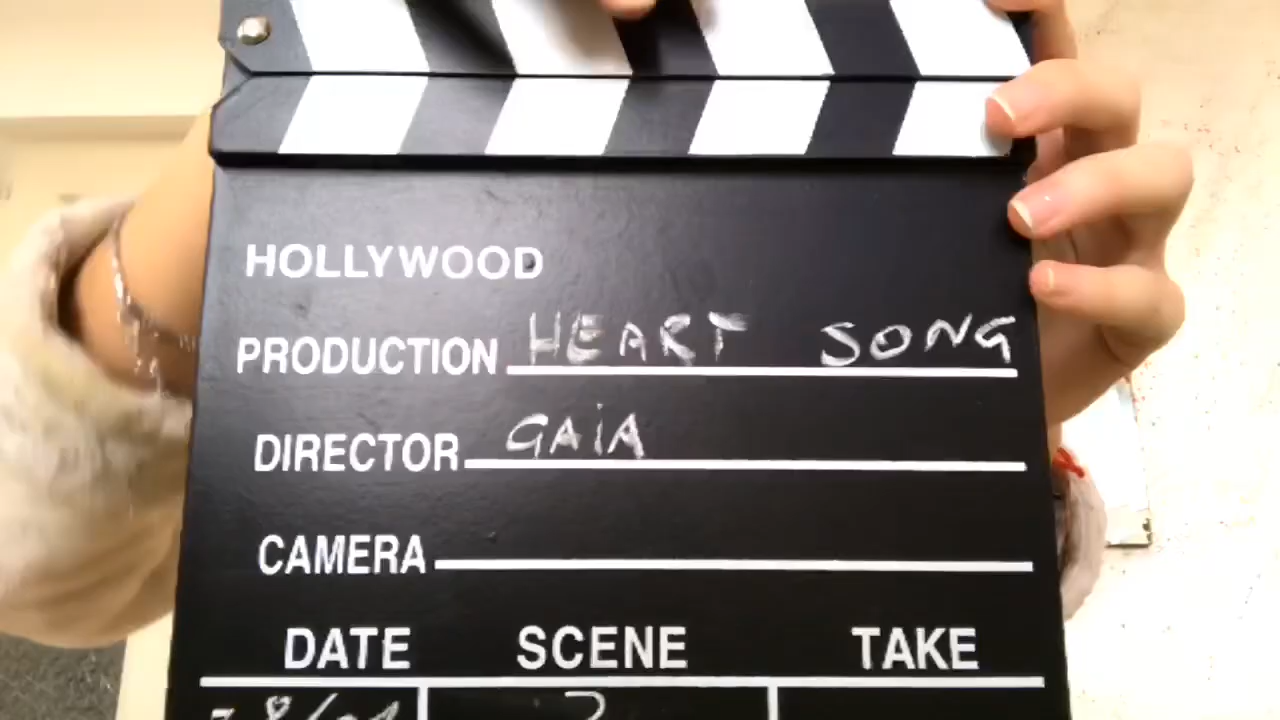 HOLLYWOOD
PRODUCTION HEART SONG
DIRECTOR GAiA
CAMERA
DATE SCENE TAKE